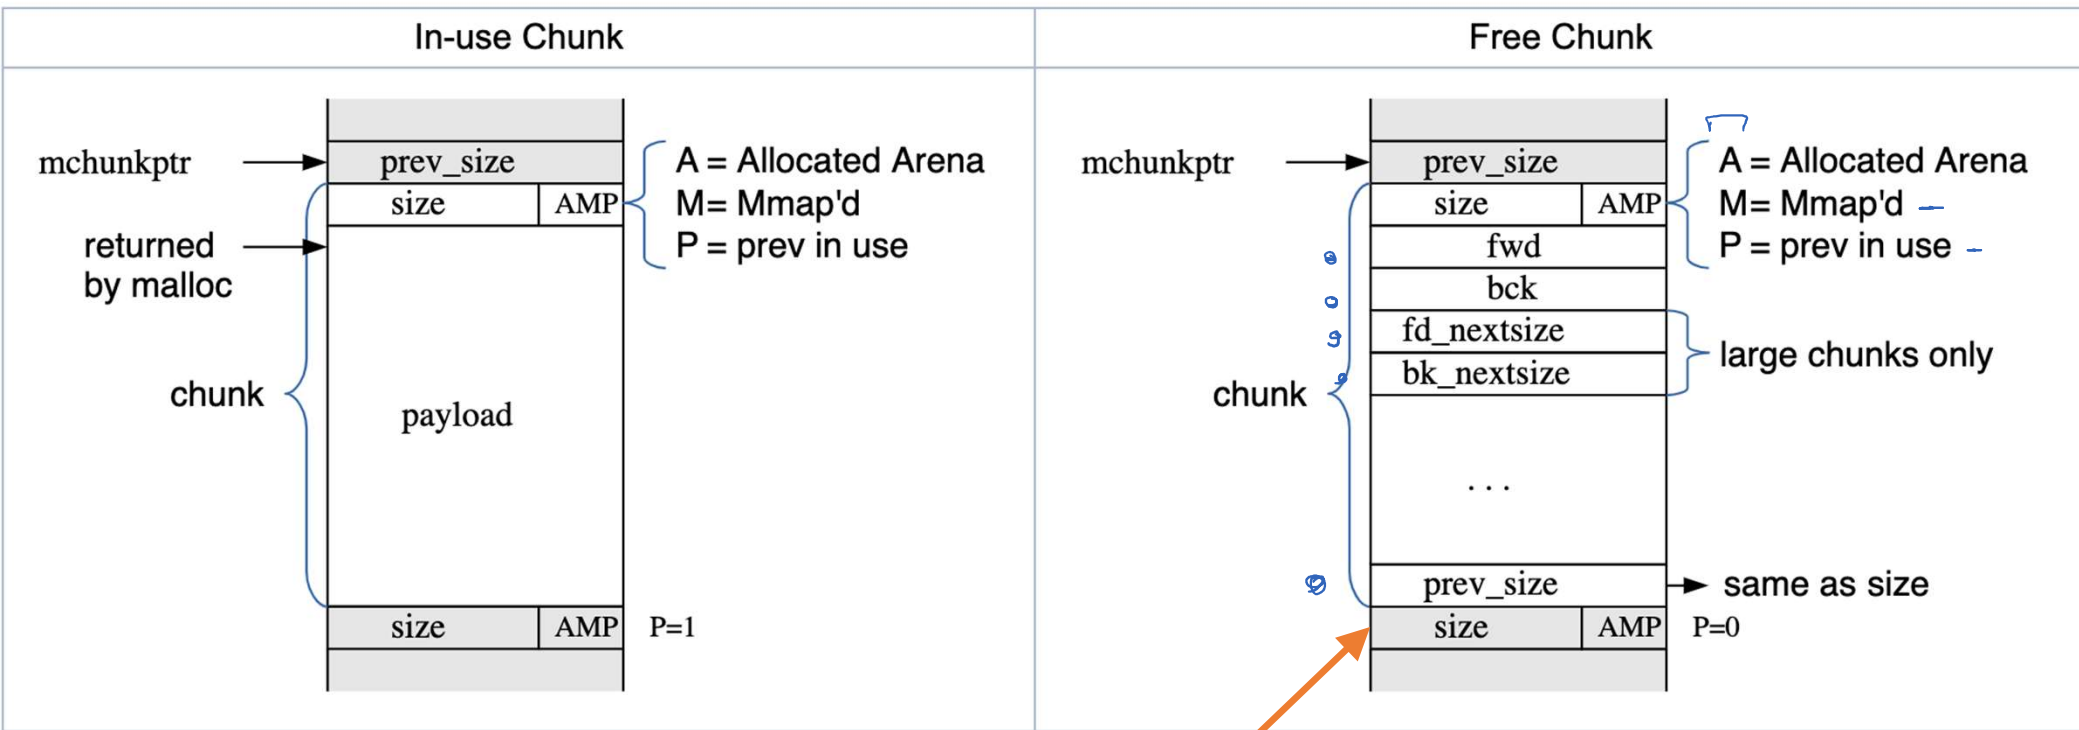 In-use Chunk
mchunkptr
prev_size
size AMP
A = Allocated Arena
M= Mmap'd
P = prev in use
returned
by malloc
chunk
payload
size AMP P=1
Free Chunk
mchunkptr
prev_size
size AMP
A = Allocated Arena
M= Mmap'd
P = prev in use
fwd
bck
fd_nextsize
bk_nextsize
large chunks only
chunk
. . .
prev_size
same as size
size AMP P=0